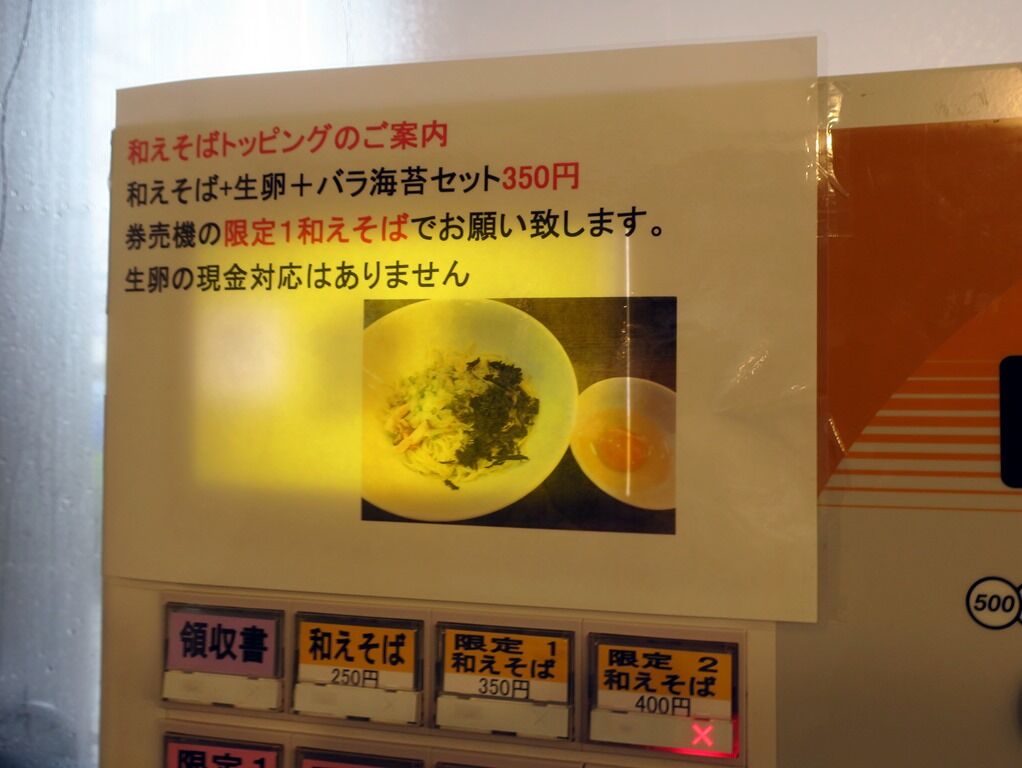 和えそばトッピングのご案内
和えそば+生卵＋バラ海苔セット350円
券売機の限定1和えそばでお願い致します。
生卵の現金対応はありません
500
領収書
和えそば
250円
限定 1
和えそば
350円
限定 2
和えそば
400円
×
限定1